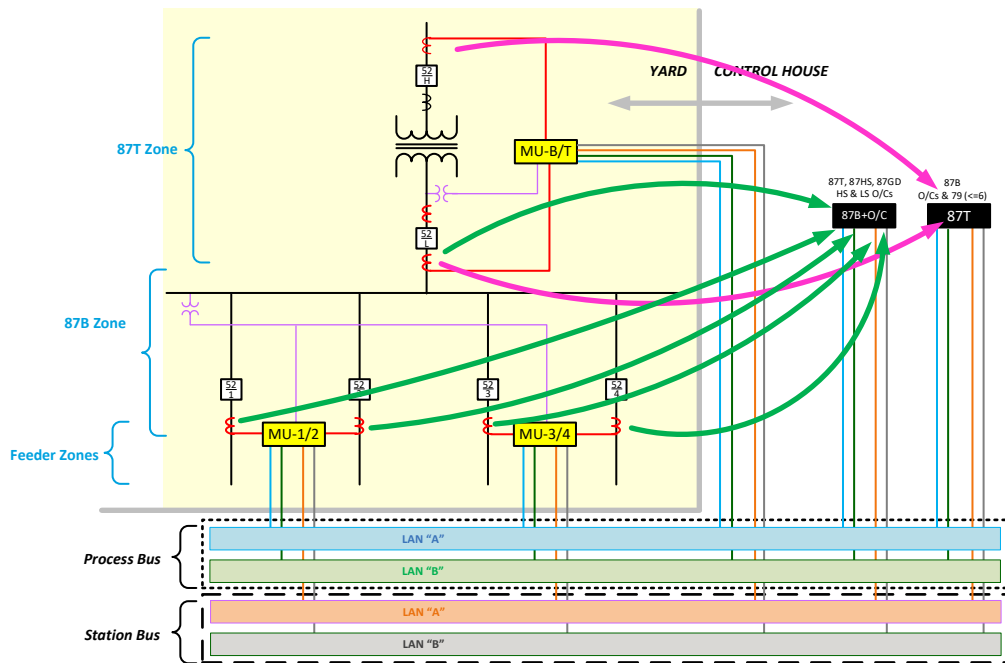 52
H
YARD
CONTROL HOUSE
87T Zone
MU-B/T
87T, 87HS, 87GD
HS & LS O/Cs
87B
O/Cs & 79 (<=6)
87B+O/C
87T
52
L
87B Zone
52
1
52
52
3
52
4
MU-1/2
MU-3/4
Feeder Zones
Process Bus
LAN "A"
LAN "B"
Station Bus
LAN "A"
LAN "B"